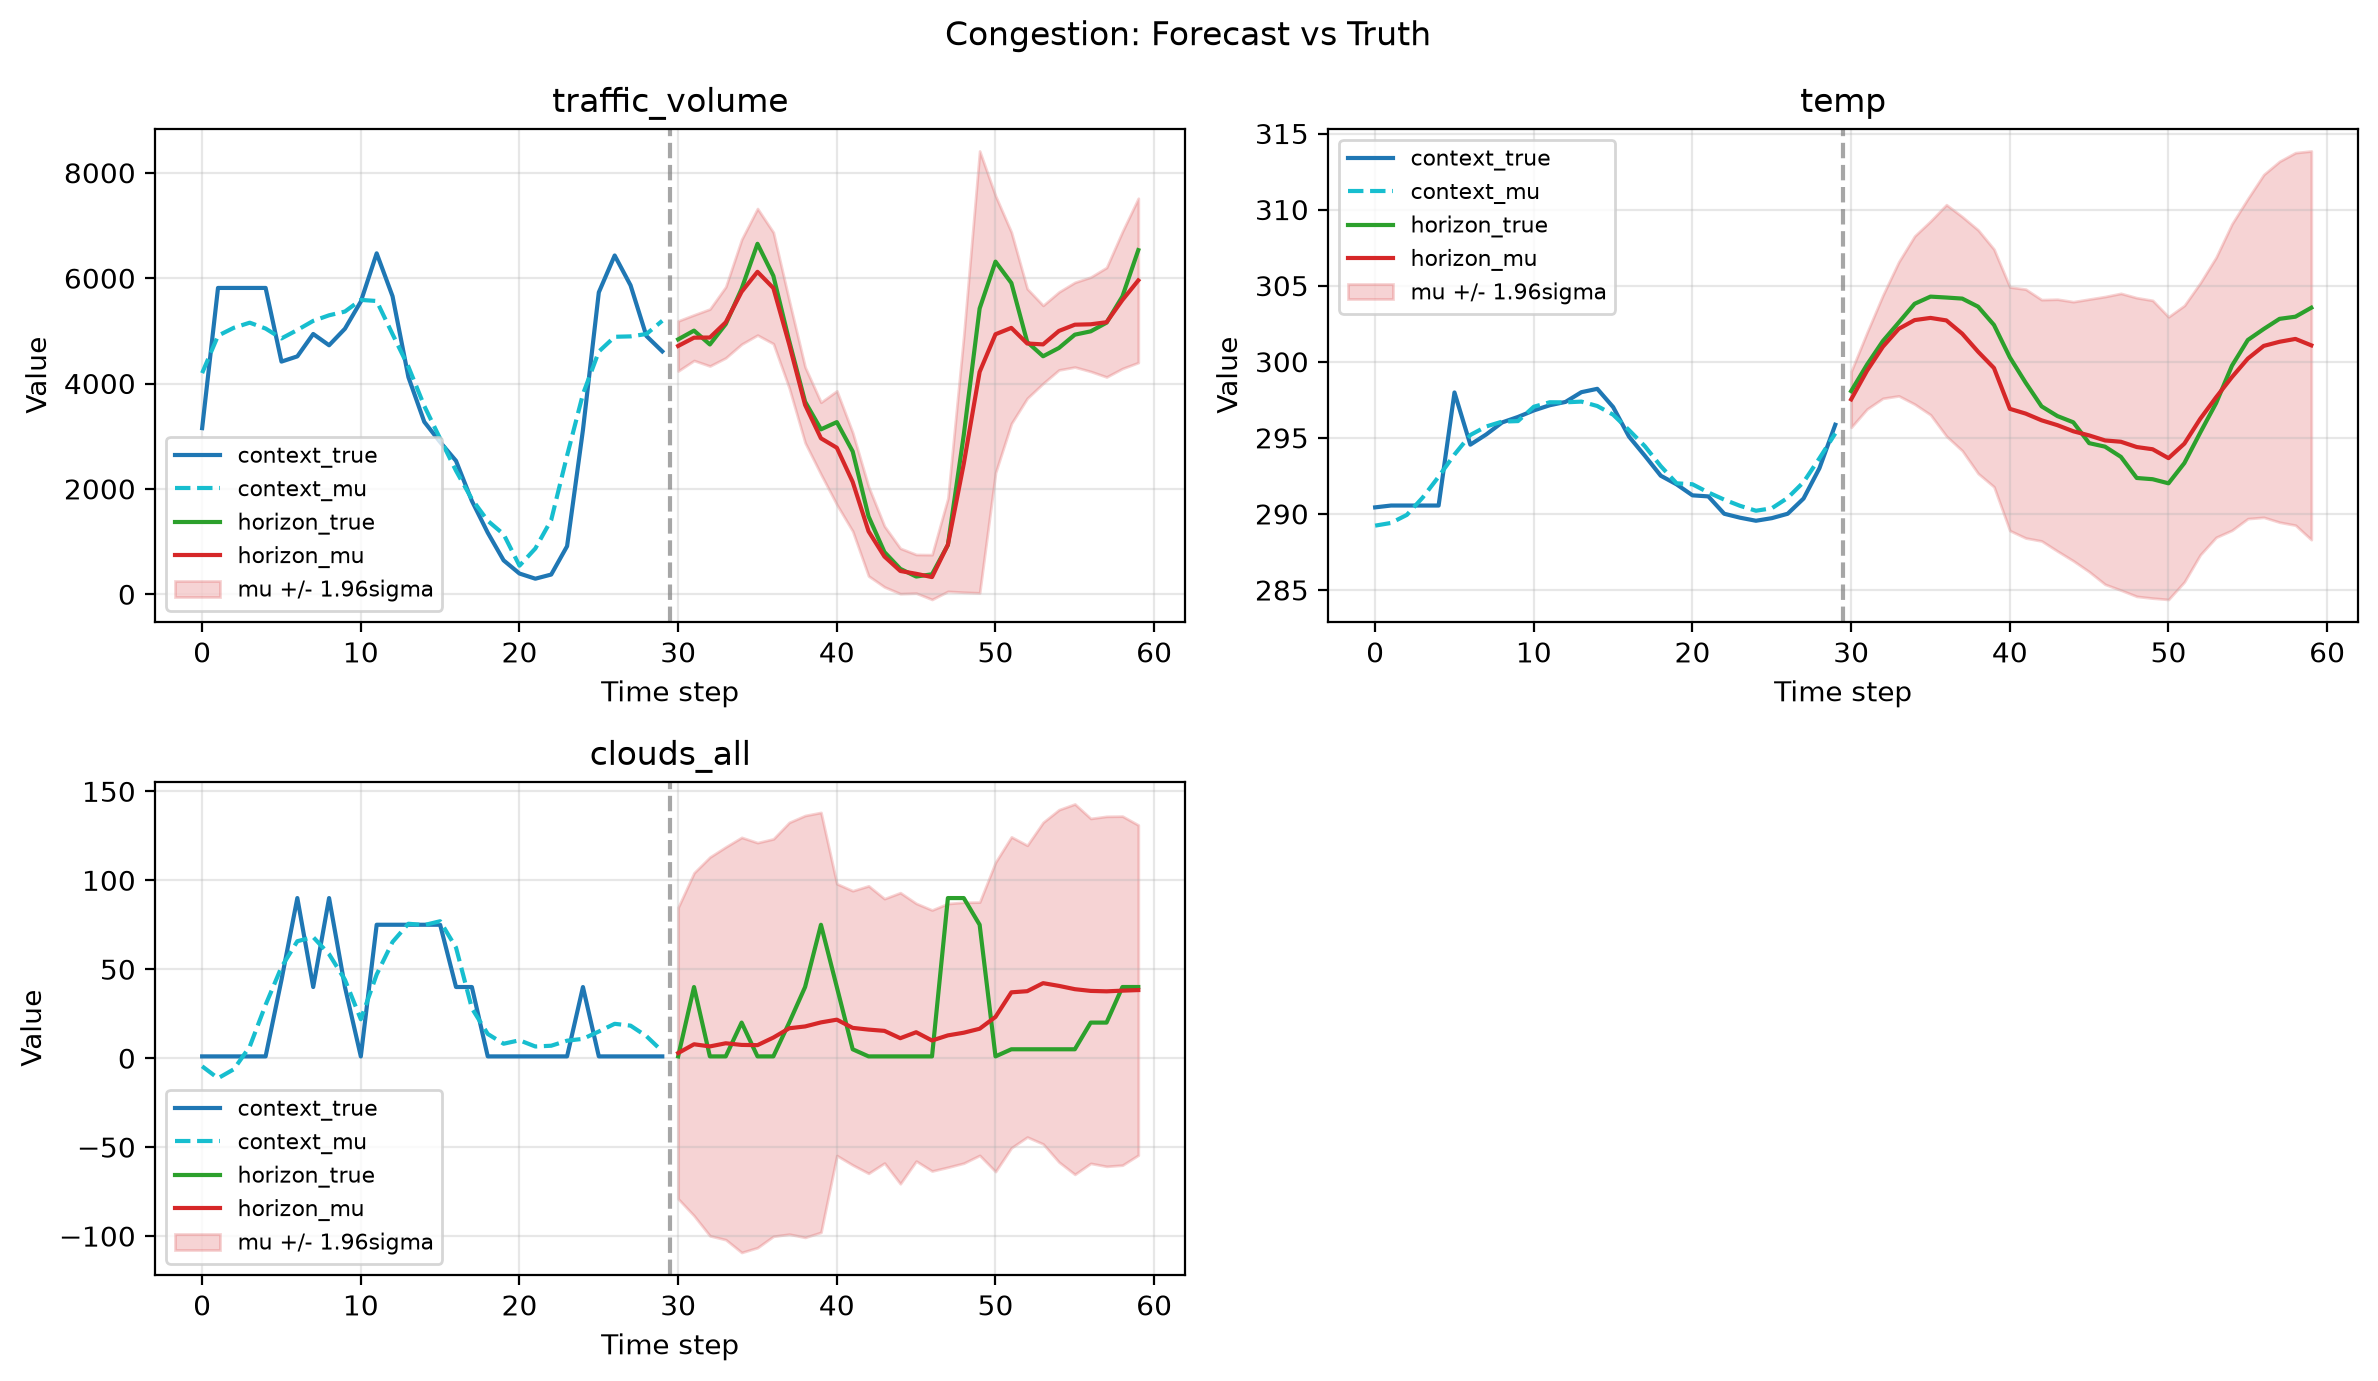 Congestion: Forecast vs Truth
traffic_volume
Value
8000
6000
4000
2000
0
context_true
context_mu
horizon_true
horizon_mu
mu +/- 1.96sigma
0 10 20 30 40 50 60
Time step
temp
Value
315
310
305
300
295
290
285
context_true
context_mu
horizon_true
horizon_mu
mu +/- 1.96sigma
0 10 20 30 40 50 60
Time step
clouds_all
Value
150
100
50
0
−50
−100
context_true
context_mu
horizon_true
horizon_mu
mu +/- 1.96sigma
0 10 20 30 40 50 60
Time step